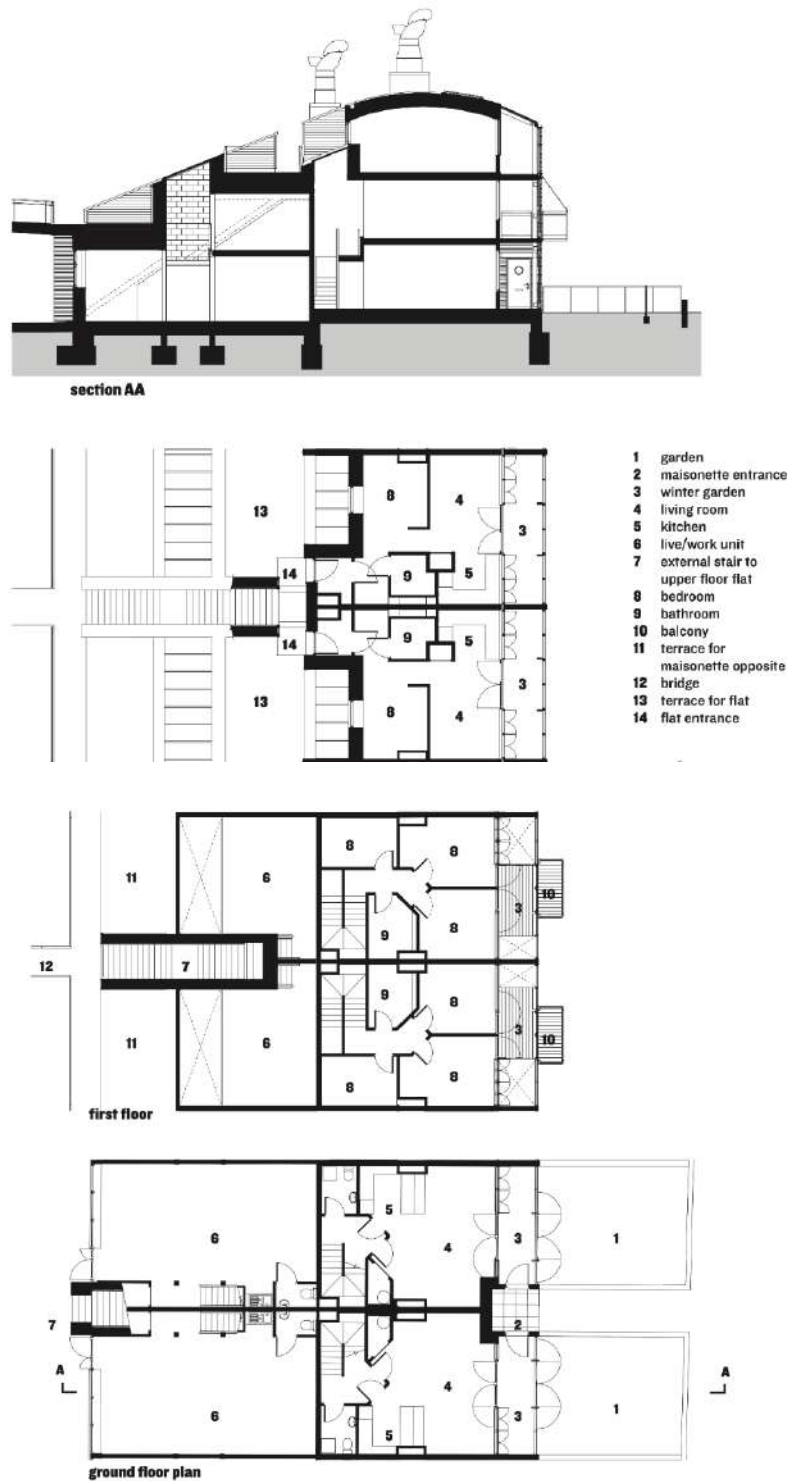 section AA
1 garden
2 maisonette entrance
3 winter garden
4 living room
5 kitchen
6 live/work unit
7 external stair to
upper floor flat
8 bedroom
9 bathroom
10 balcony
11 terrace for
maisonette opposite
12 bridge
13 terrace for flat
14 flat entrance
13 8 4 3
14 9 5
14 9 5
13 8 4 3
11 6 8 8 3 10
9 8
12 7
9 8
11 6 8 8 3 10
first floor
6 5 4 3 1
7 2
A A
6 5 4 3 1
ground floor plan